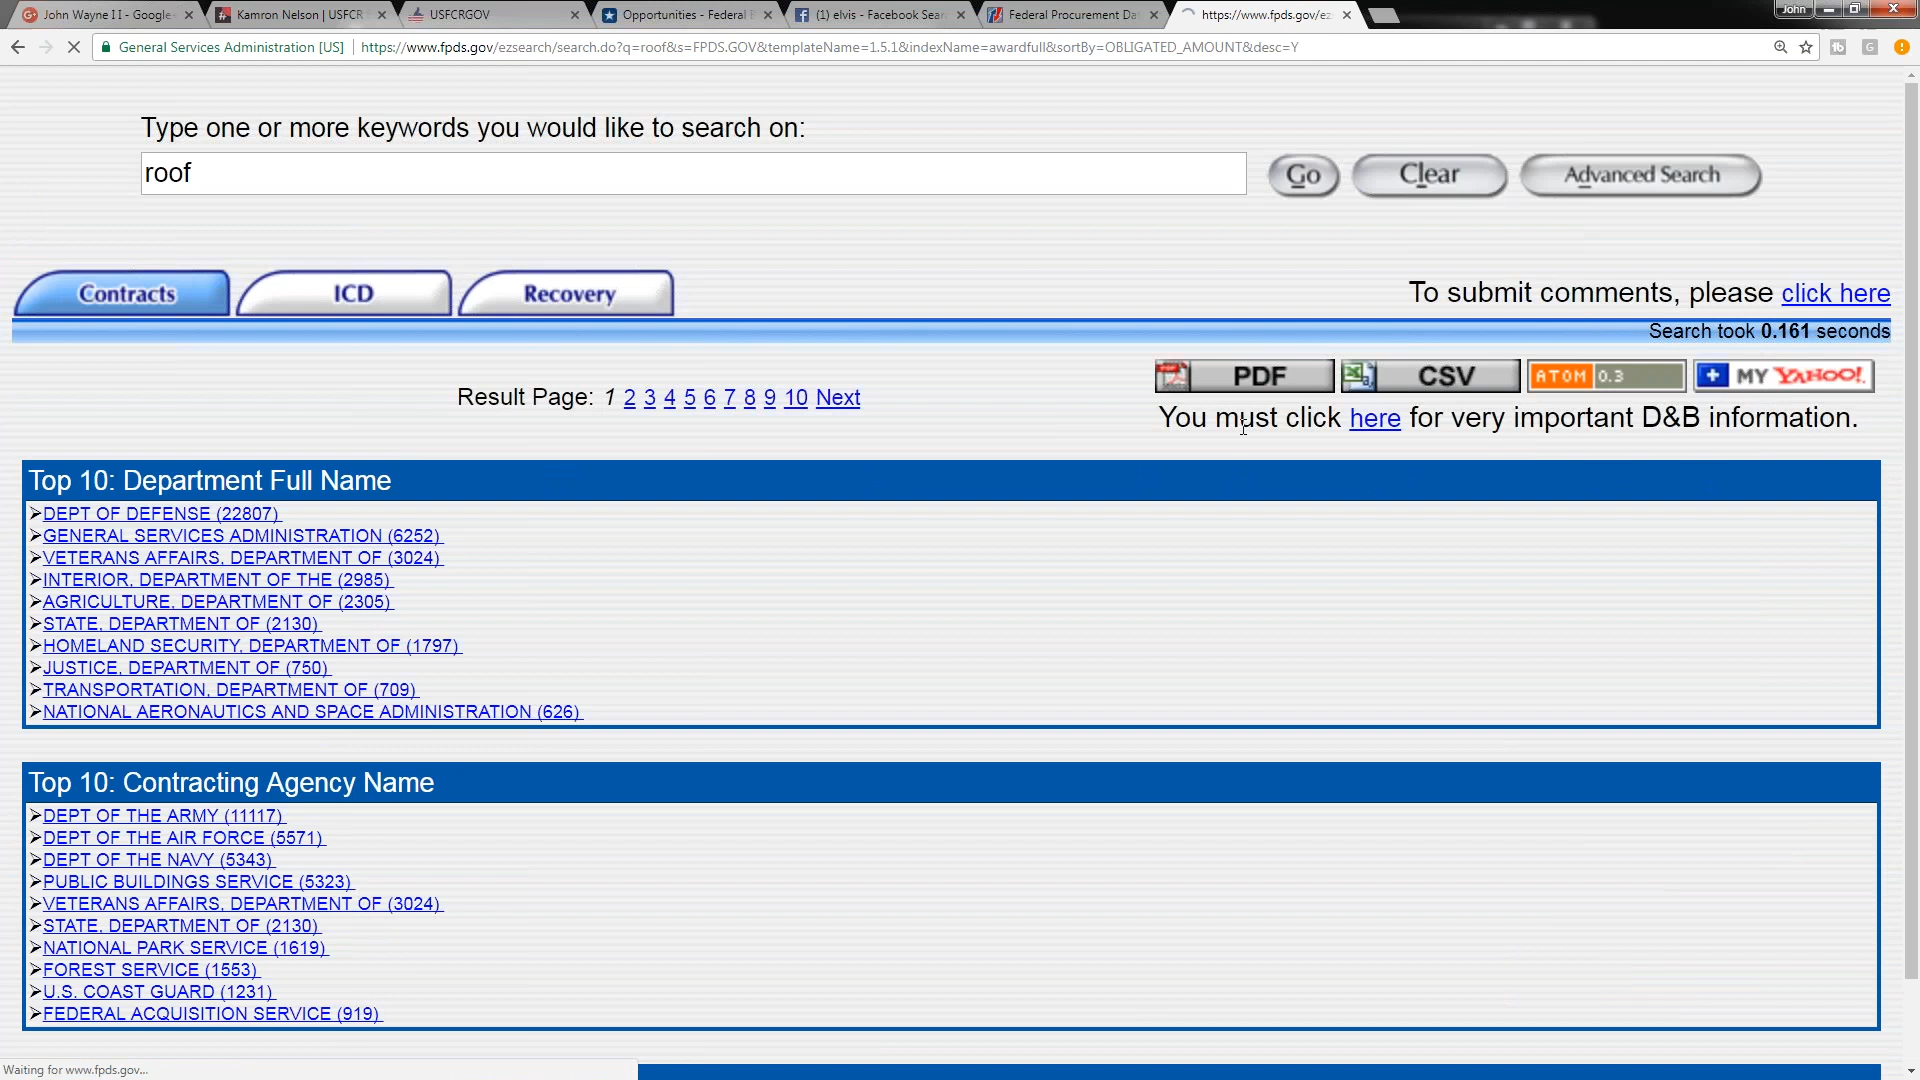 John Wayne I I - Google
Kamron Nelson | USFCR
USFCRGOV
Opportunities - Federal
(1) elvis - Facebook Sear
Federal Procurement Da
https://www.fpds.gov/ez
John
General Services Administration [US]
https://www.fpds.gov/ezsearch/search.do?q=roof&s=FPDS.GOV&templateName=1.5.1&indexName=awardfull&sortBy=OBLIGATED_AMOUNT&desc=Y
Type one or more keywords you would like to search on:
roof
Go
Clear
Advanced Search
Contracts
ICD
Recovery
To submit comments, please click here
Search took 0.161 seconds
PDF
CSV
ATOM 0.3
MY YAHOO!
Result Page: 1 2 3 4 5 6 7 8 9 10 Next
You must click here for very important D&B information.
Top 10: Department Full Name
DEPT OF DEFENSE (22807)
GENERAL SERVICES ADMINISTRATION (6252)
VETERANS AFFAIRS, DEPARTMENT OF (3024)
INTERIOR, DEPARTMENT OF THE (2985)
AGRICULTURE, DEPARTMENT OF (2305)
STATE, DEPARTMENT OF (2130)
HOMELAND SECURITY, DEPARTMENT OF (1797)
JUSTICE, DEPARTMENT OF (750)
TRANSPORTATION, DEPARTMENT OF (709)
NATIONAL AERONAUTICS AND SPACE ADMINISTRATION (626)
Top 10: Contracting Agency Name
DEPT OF THE ARMY (11117)
DEPT OF THE AIR FORCE (5571)
DEPT OF THE NAVY (5343)
PUBLIC BUILDINGS SERVICE (5323)
VETERANS AFFAIRS, DEPARTMENT OF (3024)
STATE, DEPARTMENT OF (2130)
NATIONAL PARK SERVICE (1619)
FOREST SERVICE (1553)
U.S. COAST GUARD (1231)
FEDERAL ACQUISITION SERVICE (919)
Waiting for www.fpds.gov...